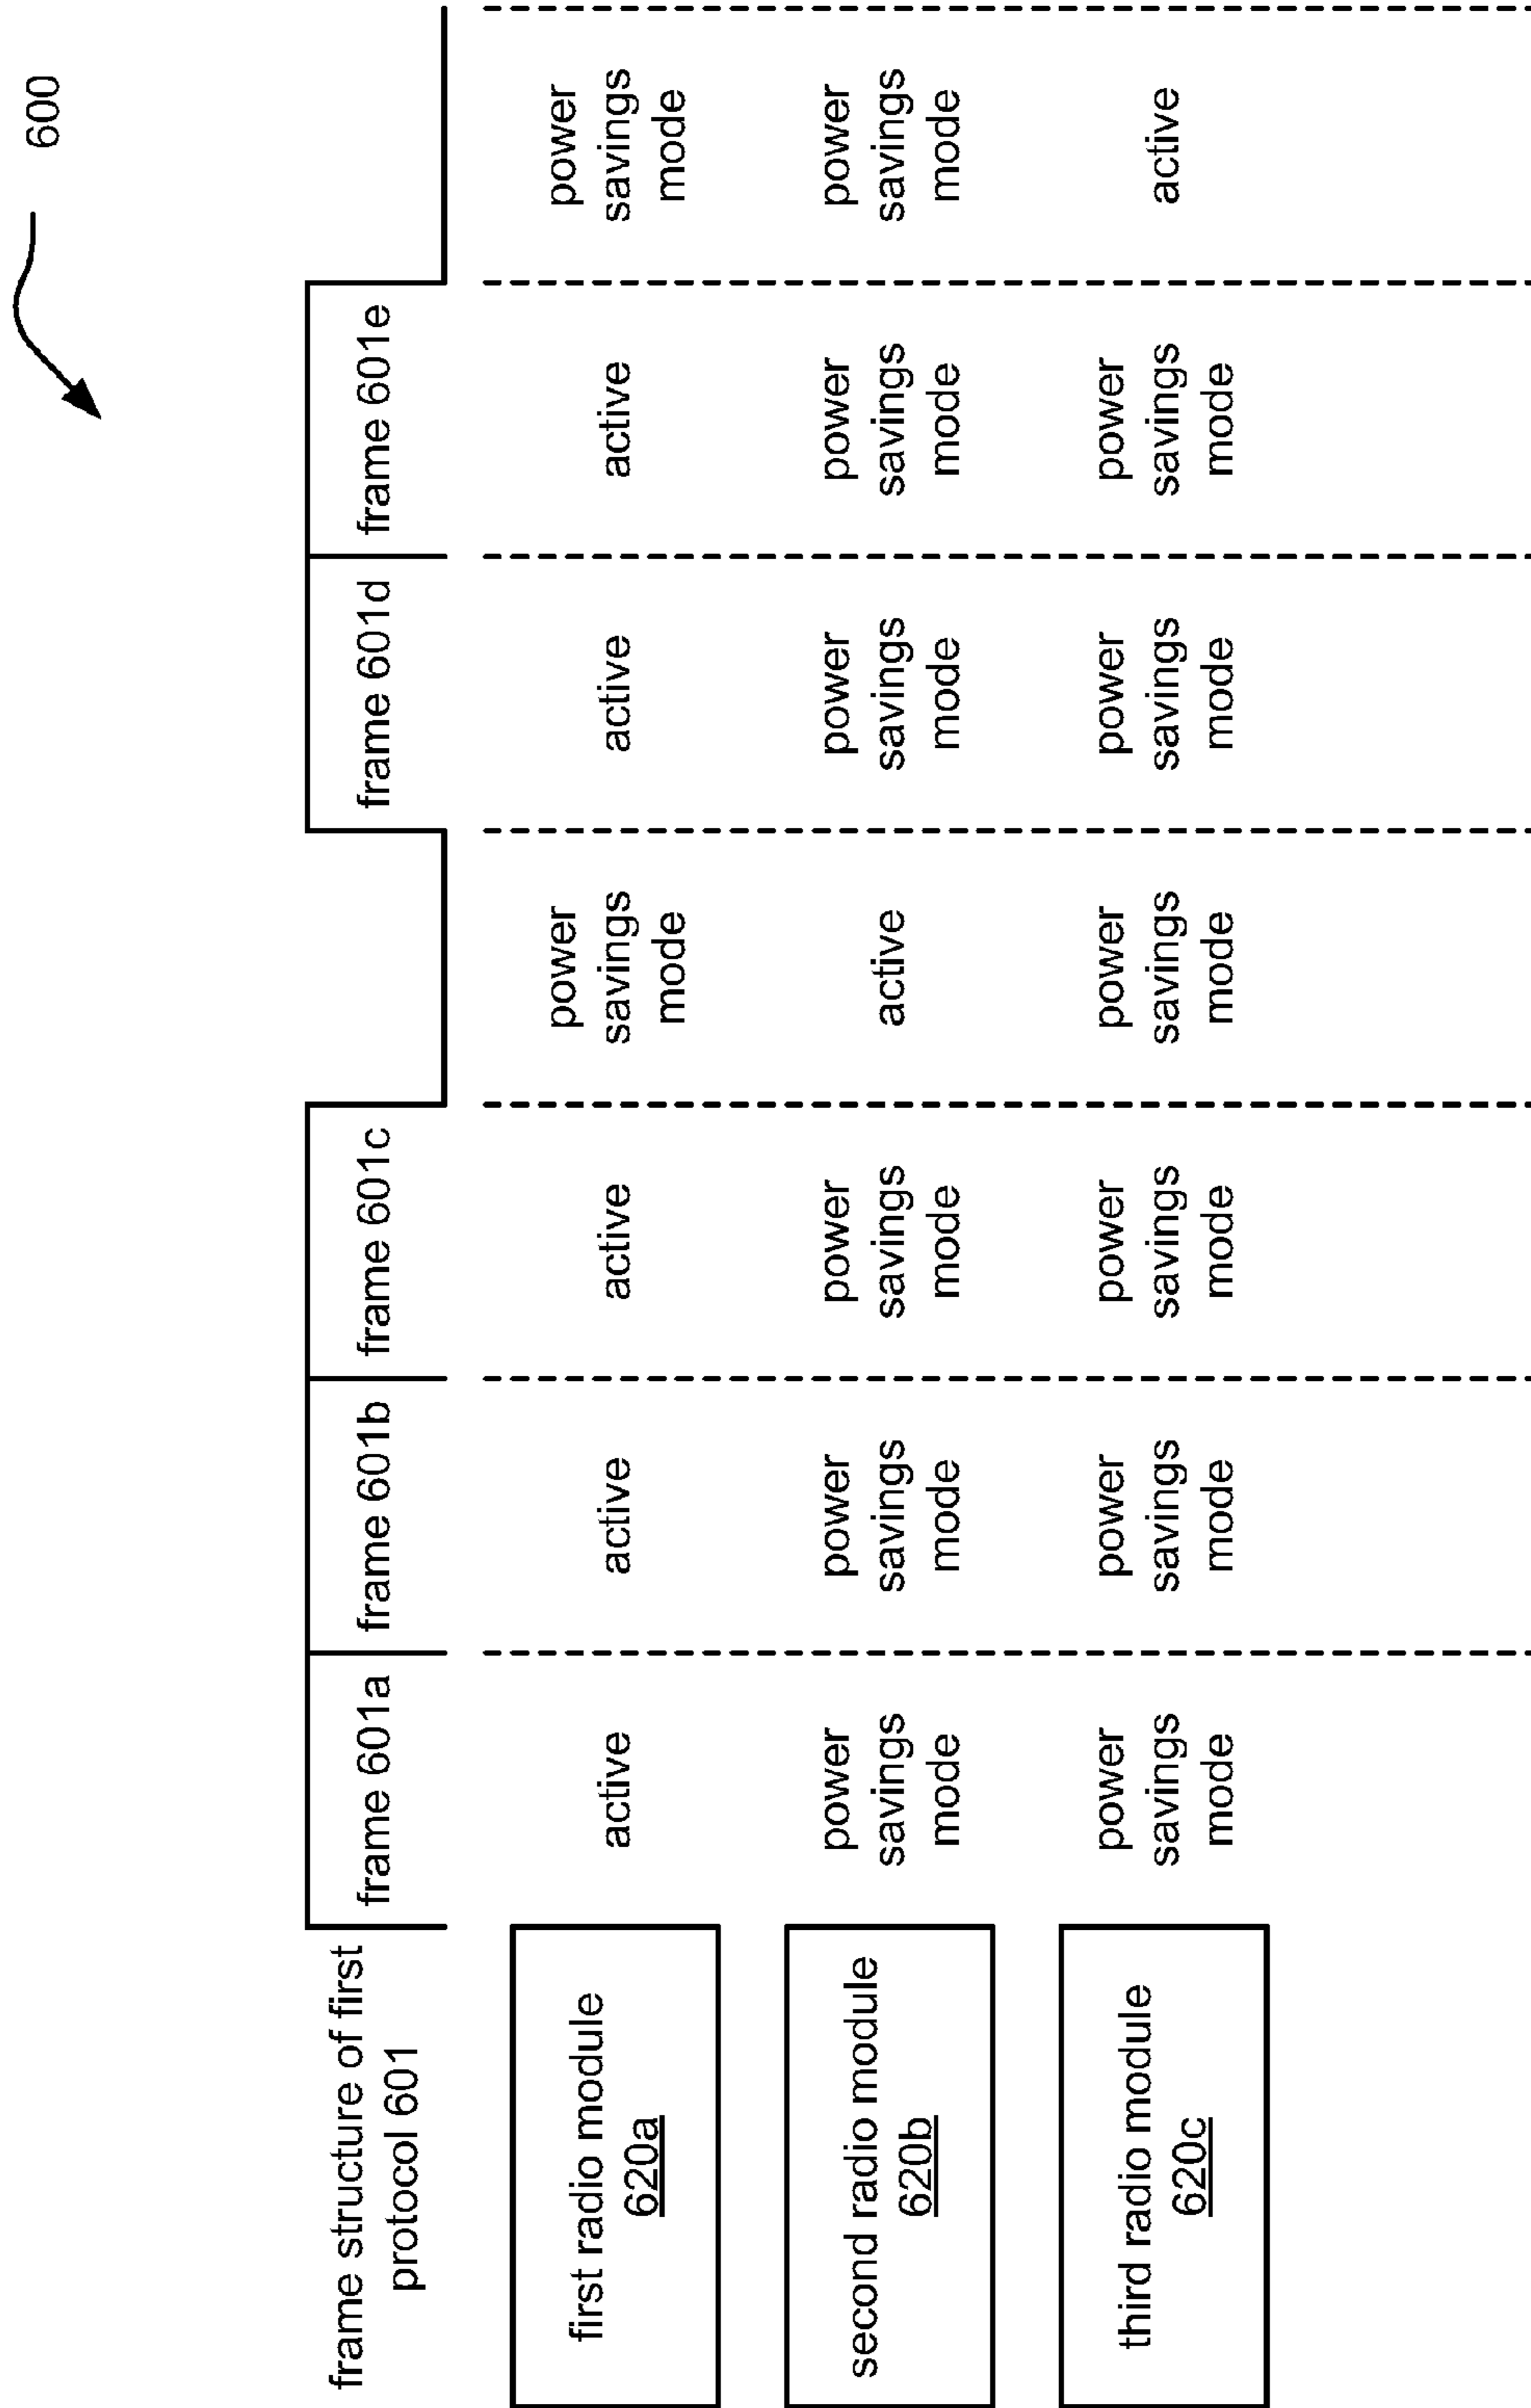 600
frame structure of first
protocol 601
frame 601a
frame 601b
frame 601c
frame 601d
frame 601e
first radio module
620a
active
active
active
power
savings
mode
active
active
power
savings
mode
second radio module
620b
power
savings
mode
power
savings
mode
power
savings
mode
active
power
savings
mode
power
savings
mode
power
savings
mode
third radio module
620c
power
savings
mode
power
savings
mode
power
savings
mode
power
savings
mode
power
savings
mode
power
savings
mode
active